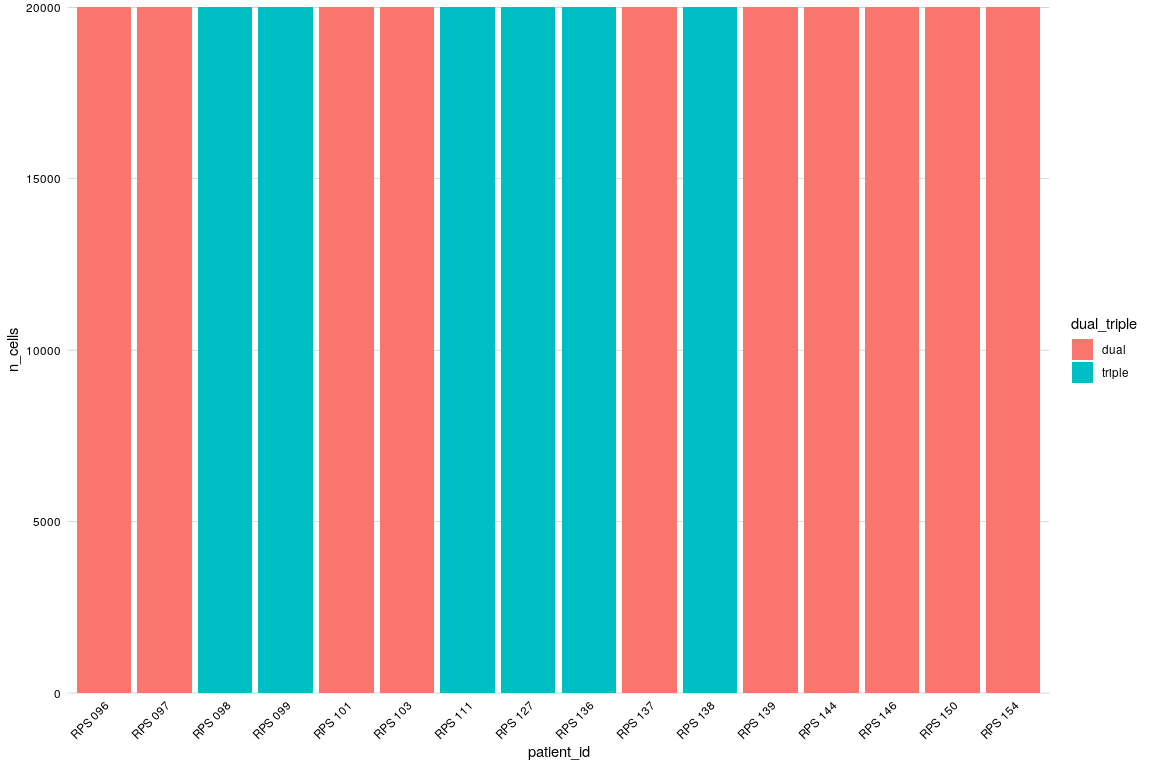 20000
15000
10000
5000
0
n_cells
RPS 096
RPS 097
RPS 098
RPS 099
RPS 101
RPS 103
RPS 111
RPS 127
RPS 136
RPS 137
RPS 138
RPS 139
RPS 144
RPS 146
RPS 150
RPS 154
patient_id
dual_triple
dual
triple